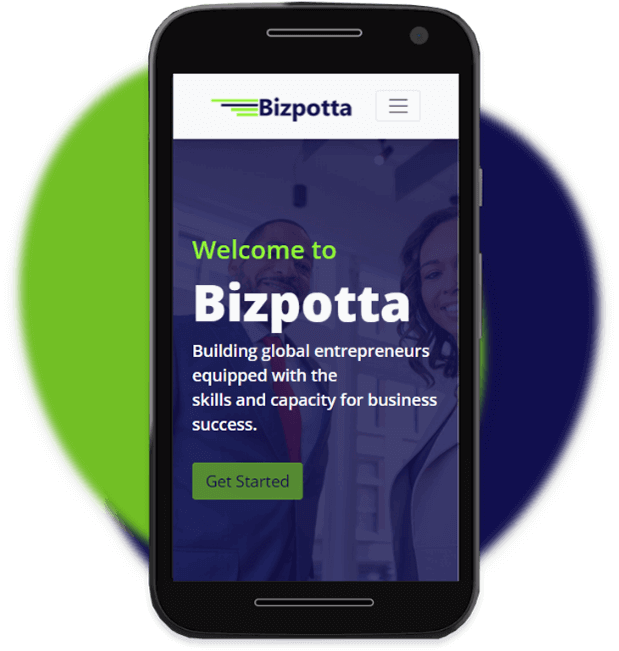 Bizpotta
Welcome to
Bizpotta
Building global entrepreneurs
equipped with the
skills and capacity for business
success.
Get Started